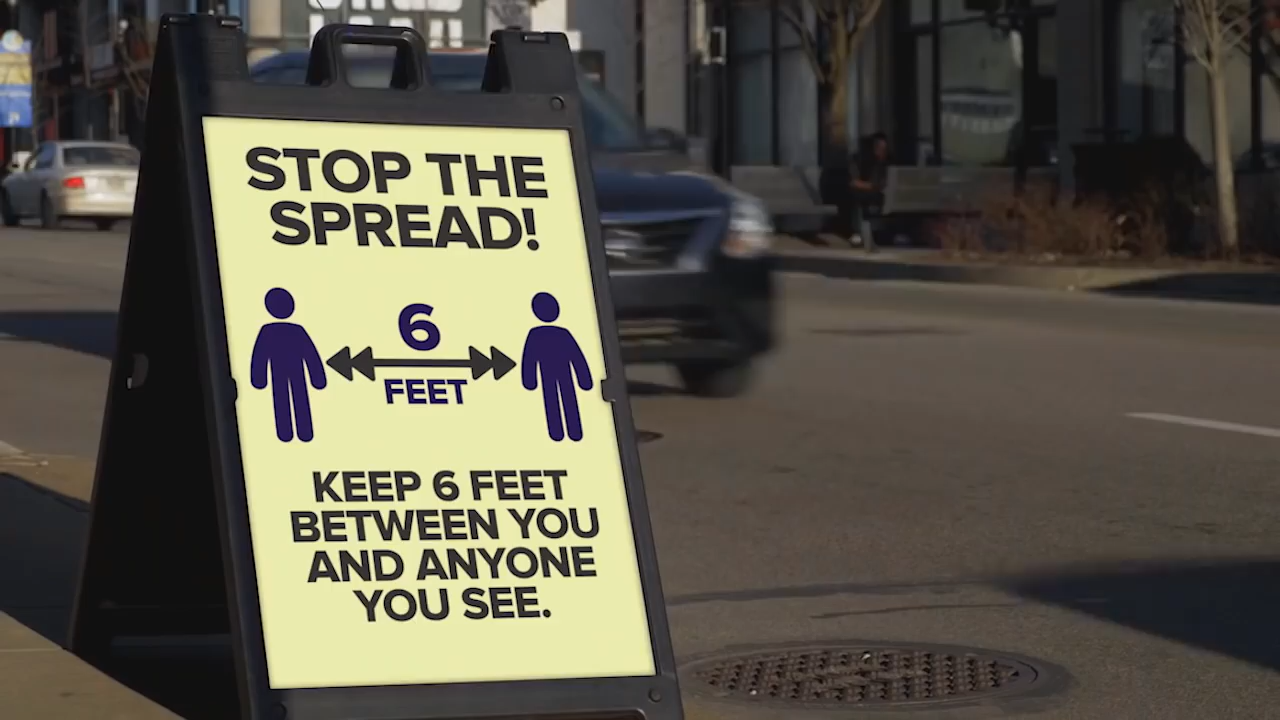 STOP THE
SPREAD!
6
FEET
KEEP 6 FEET
BETWEEN YOU
AND ANYONE
YOU SEE.